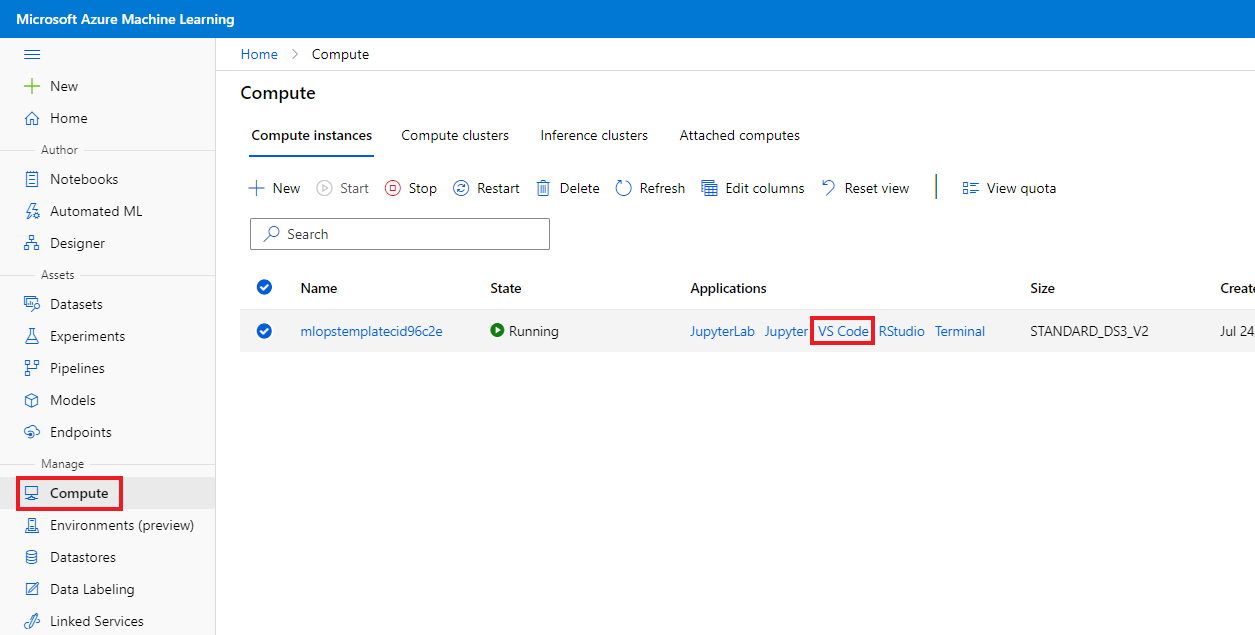 Microsoft Azure Machine Learning
New
Home
Author
Notebooks
Automated ML
Designer
Assets
Datasets
Experiments
Pipelines
Models
Endpoints
Manage
Compute
Environments (preview)
Datastores
Data Labeling
Linked Services
Home > Compute
Compute
Compute instances Compute clusters Inference clusters Attached computes
New Start Stop Restart Delete Refresh Edit columns Reset view View quota
Search
Name State Applications Size Create
mlopstemplatecid96c2e Running JupyterLab Jupyter VS Code RStudio Terminal STANDARD_DS3_V2 Jul 24,